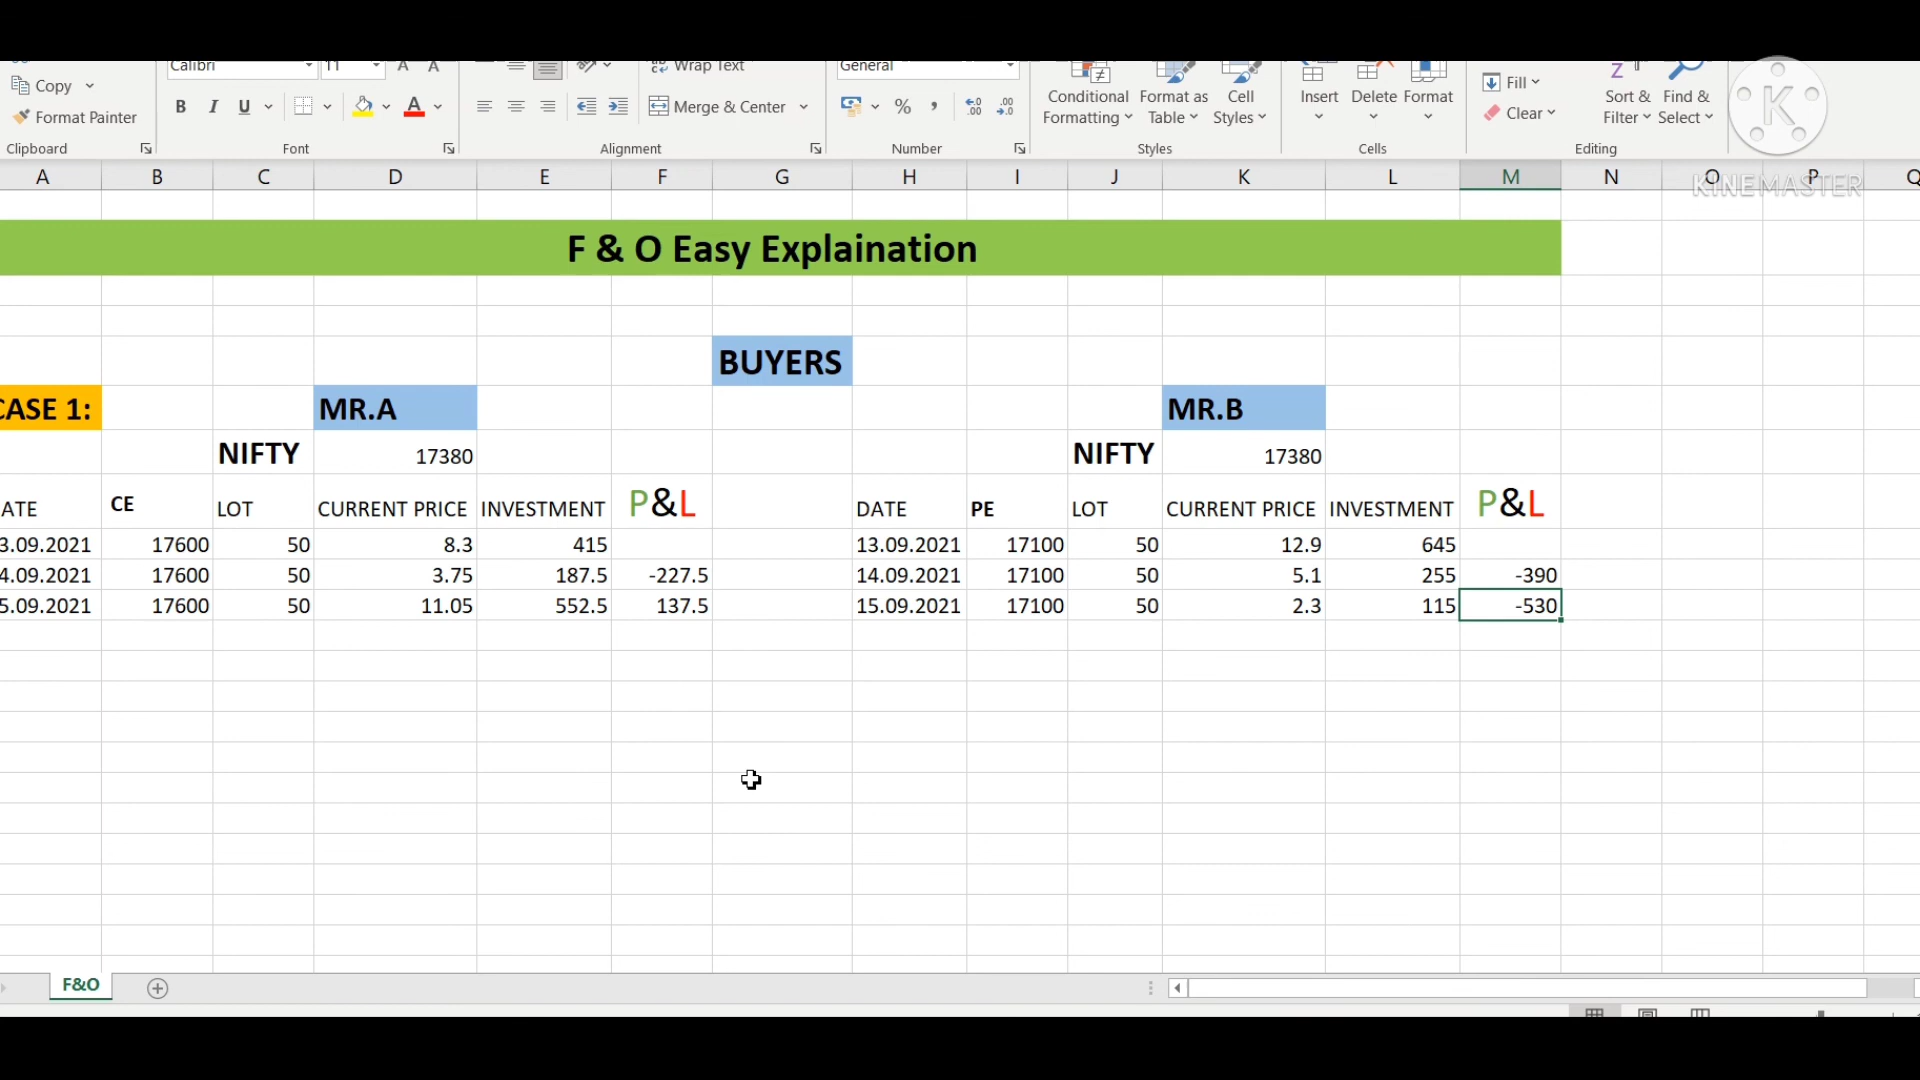 Calibri 11 Wrap Text General
Copy Conditional Format as Cell Insert Delete Format Fill Sort & Find &
Format Painter B I U A Merge & Center % Formatting Table Styles Clear Filter Select
Clipboard Font Alignment Number Styles Cells Editing
A B C D E F G H I J K L M N O P Q
KINEMASTER
F & O Easy Explaination
BUYERS
CASE 1: MR.A MR.B
NIFTY 17380 NIFTY 17380
ATE CE LOT CURRENT PRICE INVESTMENT P&L DATE PE LOT CURRENT PRICE INVESTMENT P&L
3.09.2021 17600 50 8.3 415 13.09.2021 17100 50 12.9 645
4.09.2021 17600 50 3.75 187.5 -227.5 14.09.2021 17100 50 5.1 255 -390
5.09.2021 17600 50 11.05 552.5 137.5 15.09.2021 17100 50 2.3 115 -530
F&O